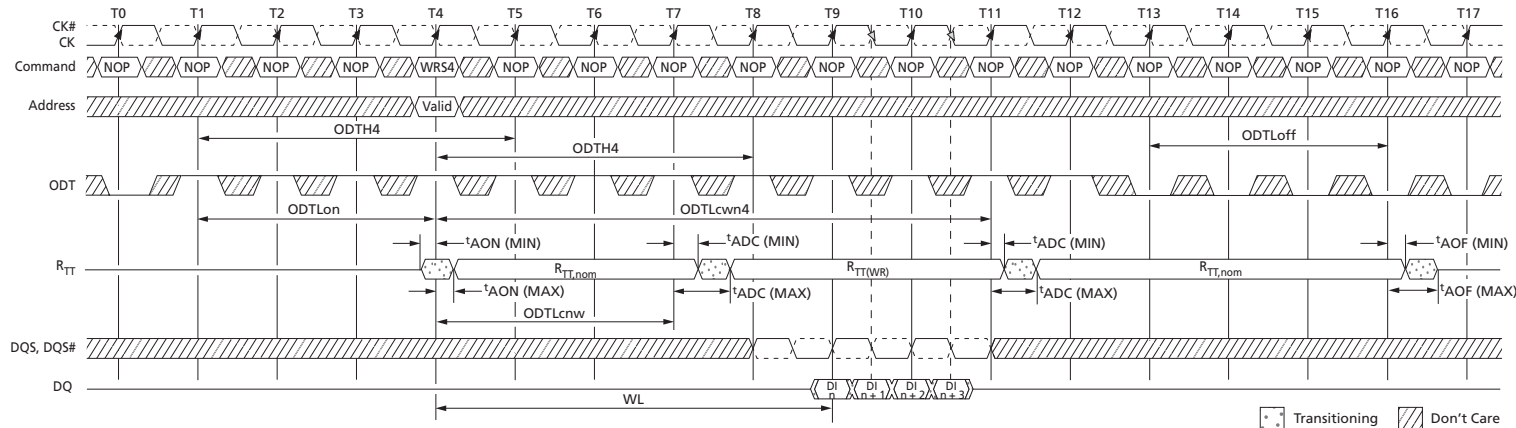 T0 T1 T2 T3 T4 T5 T6 T7 T8 T9 T10 T11 T12 T13 T14 T15 T16 T17
CK#
CK
Command NOP NOP NOP NOP WRS4 NOP NOP NOP NOP NOP NOP NOP NOP NOP NOP NOP NOP NOP
Address Valid
ODTH4 ODTLoff
ODTH4
ODT
ODTLon ODTLcwn4
tAON (MIN) tADC (MIN) tADC (MIN) tAOF (MIN)
RTT RTT,nom RTT(WR) RTT,nom
tAON (MAX) tADC (MAX) tADC (MAX) tAOF (MAX)
ODTLcnw
DQS, DQS#
DQ DI n DI n + 1 DI n + 2 DI n + 3
WL
Transitioning Don't Care